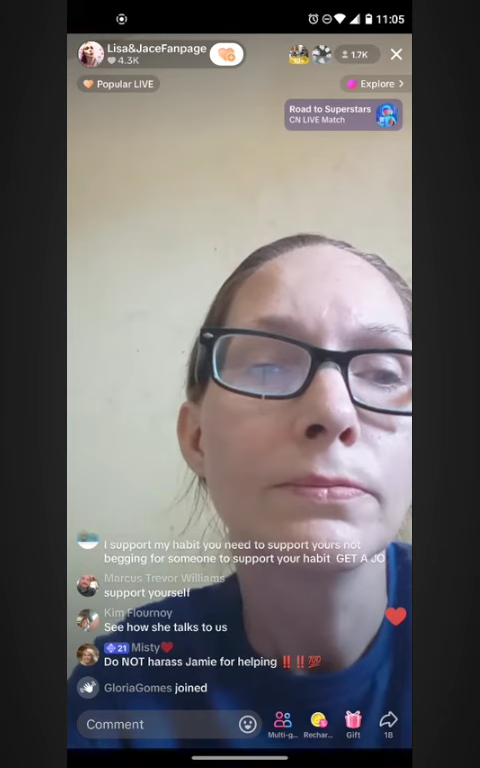 11:05
Lisa&JaceFanpage
4.3K
1.7K
Popular LIVE
Explore >
Road to Superstars
CN LIVE Match
I support my habit you need to support yours not
begging for someone to support your habit GET A JO
Marcus Trevor Williams
support yourself
Kim Flournoy
See how she talks to us
21 Misty❤️
Do NOT harass Jamie for helping ‼️ ‼️ 💯
GloriaGomes joined
Comment
Multi-g... Rechar... Gift 1B